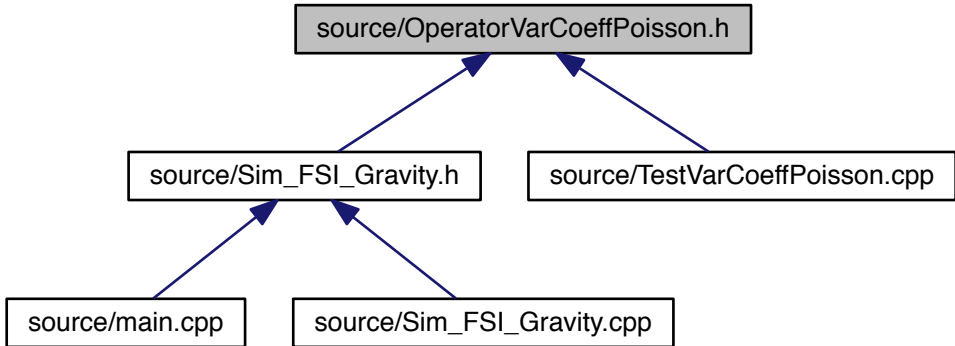 source/OperatorVarCoeffPoisson.h
source/Sim_FSI_Gravity.h
source/TestVarCoeffPoisson.cpp
source/main.cpp
source/Sim_FSI_Gravity.cpp